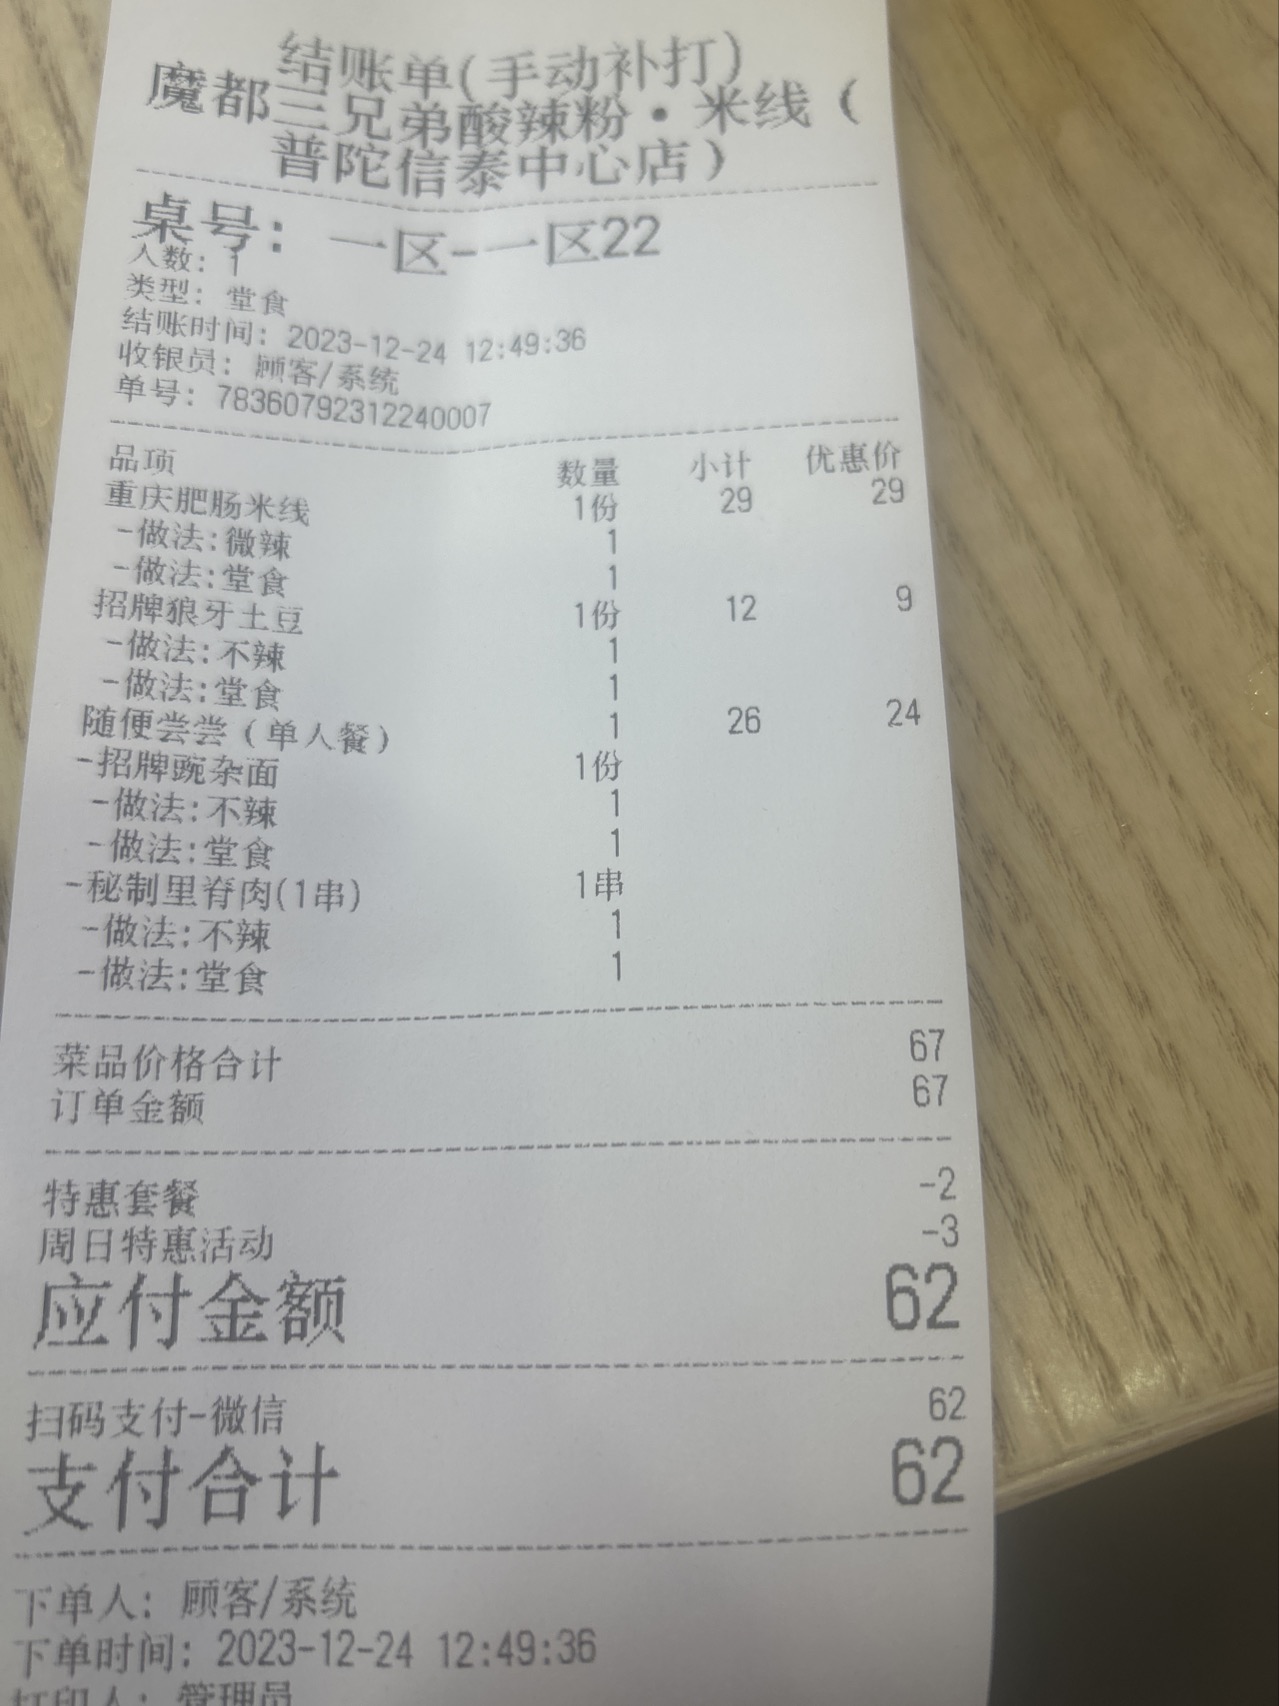 结账单(手动补打)
魔都三兄弟酸辣粉·米线(
普陀信泰中心店)
桌号: 一区-一区22
人数: 1
类型: 堂食
结账时间: 2023-12-24 12:49:36
收银员: 顾客/系统
单号: 78360792312240007
品项 数量 小计 优惠价
重庆肥肠米线 1份 29 29
-做法:微辣 1
-做法:堂食 1
招牌狼牙土豆 1份 12 9
-做法:不辣 1
-做法:堂食 1
随便尝尝(单人餐) 1 26 24
-招牌豌杂面 1份
-做法:不辣 1
-做法:堂食 1
-秘制里脊肉(1串) 1串
-做法:不辣 1
-做法:堂食 1
菜品价格合计 67
订单金额 67
特惠套餐 -2
周日特惠活动 -3
应付金额 62
扫码支付-微信 62
支付合计 62
下单人: 顾客/系统
下单时间: 2023-12-24 12:49:36
打印人: 管理员